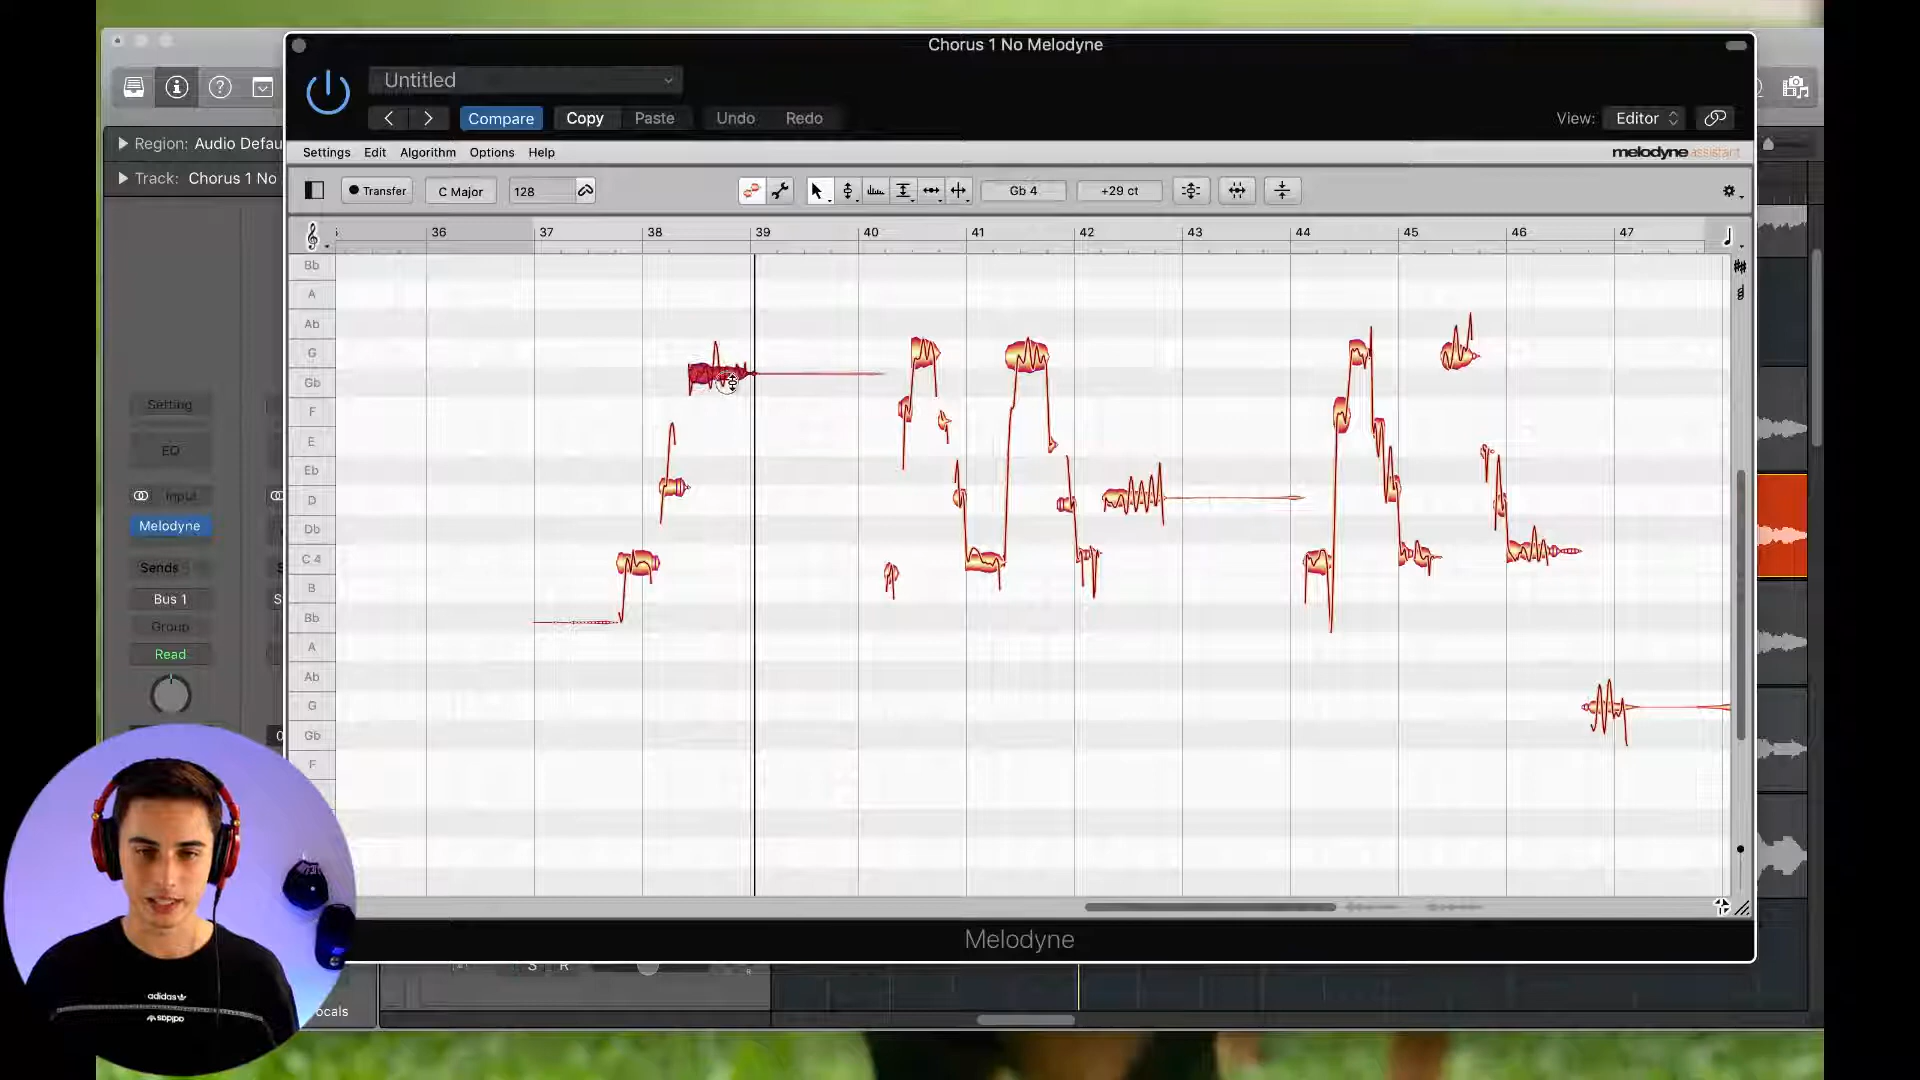 Chorus 1 No Melodyne
Untitled
Compare Copy Paste Undo Redo View: Editor
Region: Audio Defau
Settings Edit Algorithm Options Help melodyne assistant
Track: Chorus 1 No
Transfer C Major 128 Gb 4 +29 ct
36 37 38 39 40 41 42 43 44 45 46 47
Bb
A
Ab
G
Gb
F
E
Eb
D
Db
C 4
B
Bb
A
Ab
G
Gb
F
Setting
EQ
Input
Melodyne
Sends
Bus 1
Group
Read
Melodyne
S R
ocals
adidas
adidas